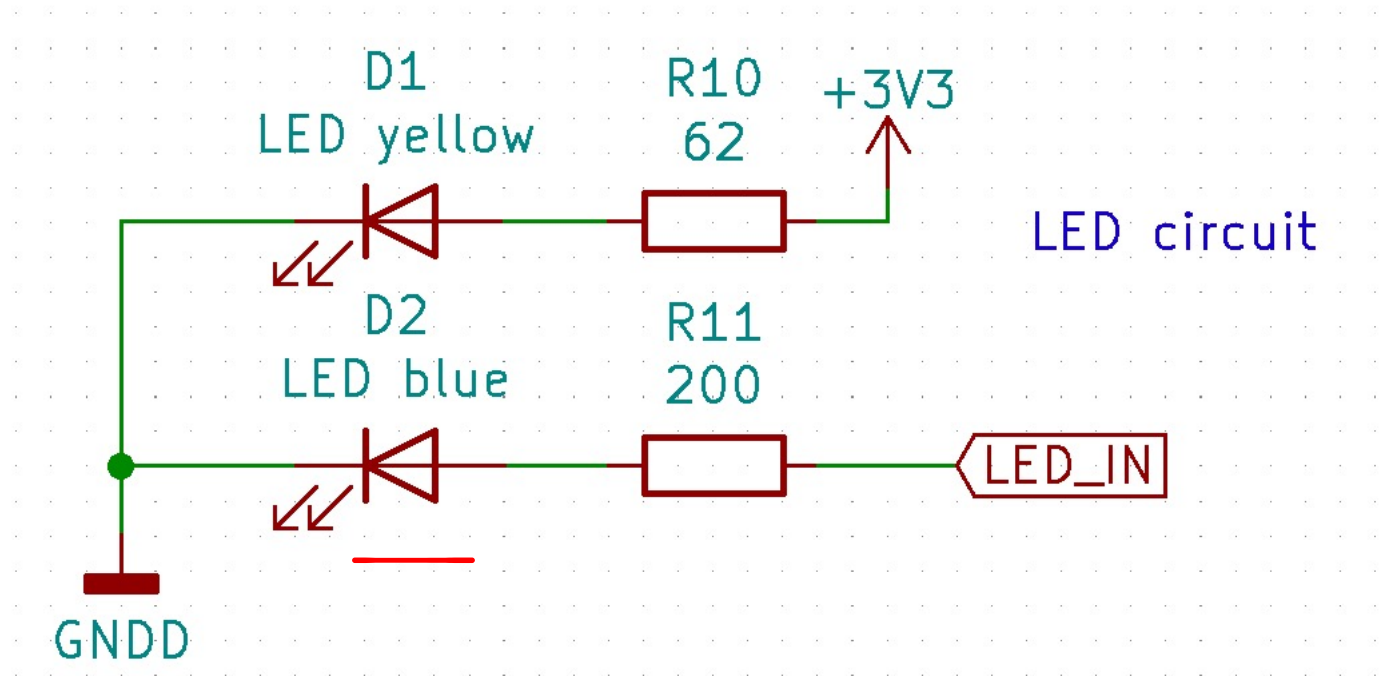 D1
LED yellow
R10
62
+3V3
LED circuit
D2
LED blue
R11
200
LED_IN
GNDD